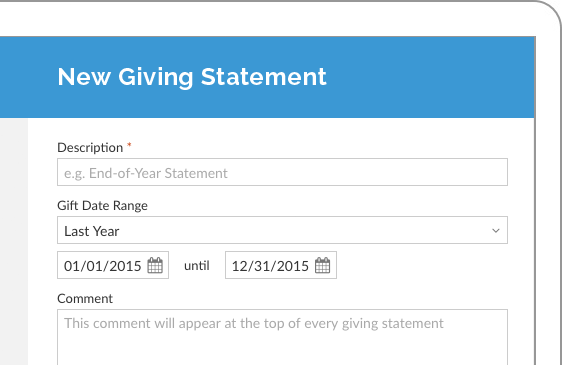 New Giving Statement
Description *
e.g. End-of-Year Statement
Gift Date Range
Last Year
01/01/2015 until 12/31/2015
Comment
This comment will appear at the top of every giving statement